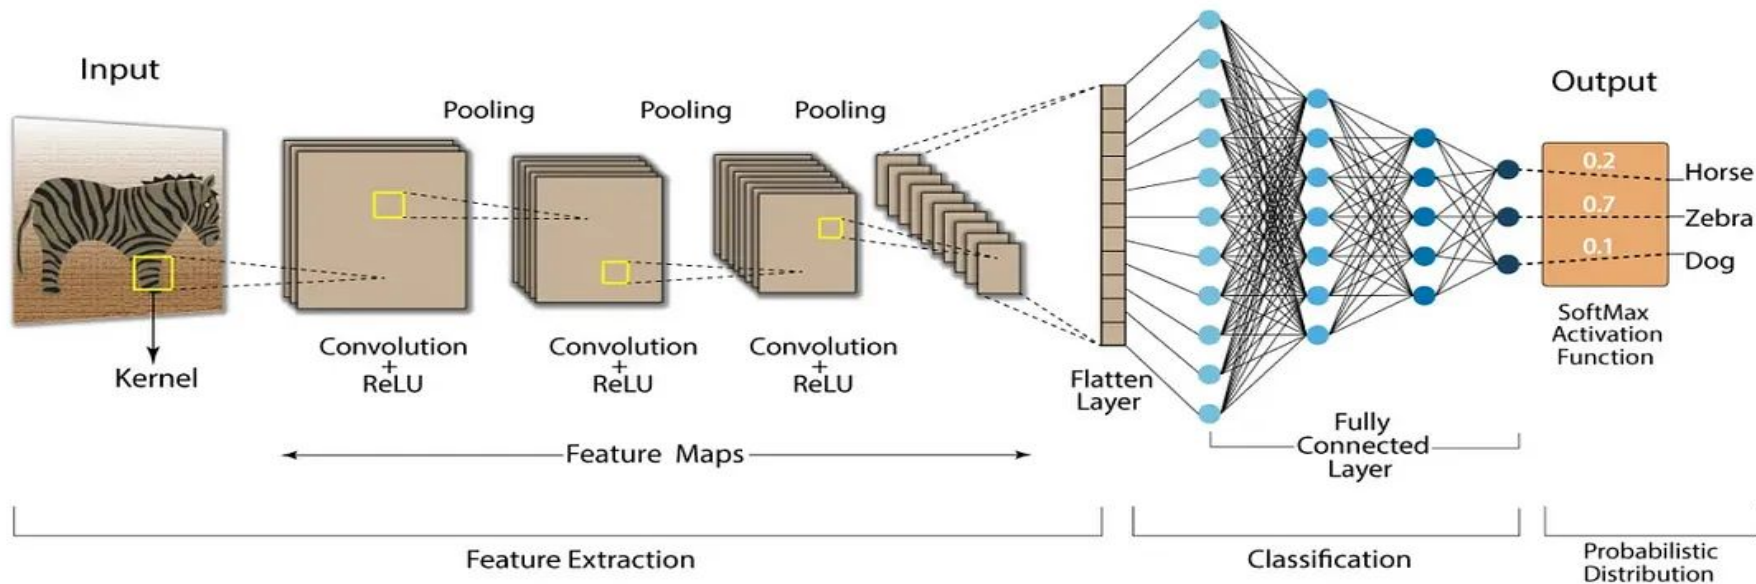 Input
Kernel
Pooling
Pooling
Pooling
Convolution
+
ReLU
Convolution
+
ReLU
Convolution
+
ReLU
Feature Maps
Flatten
Layer
Fully
Connected
Layer
Output
0.2
0.7
0.1
Horse
Zebra
Dog
SoftMax
Activation
Function
Feature Extraction
Classification
Probabilistic
Distribution